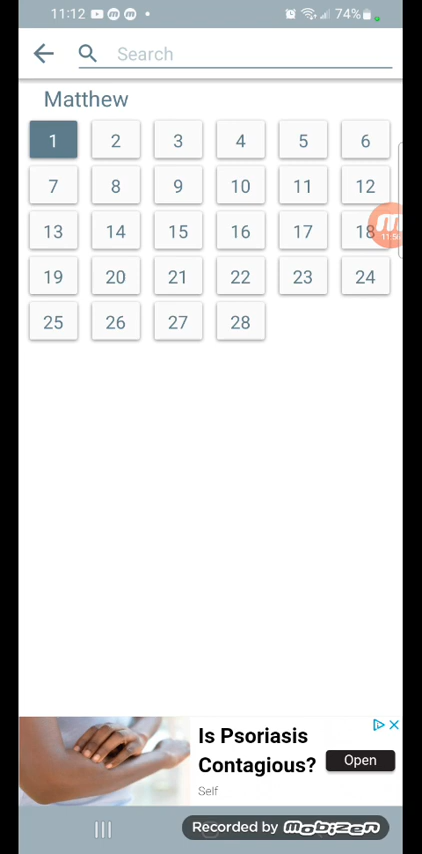 11:12
74%
Search
Matthew
1 2 3 4 5 6
7 8 9 10 11 12
13 14 15 16 17 18
11:5
19 20 21 22 23 24
25 26 27 28
Is Psoriasis
Contagious?
Open
Self
Recorded by mobizen